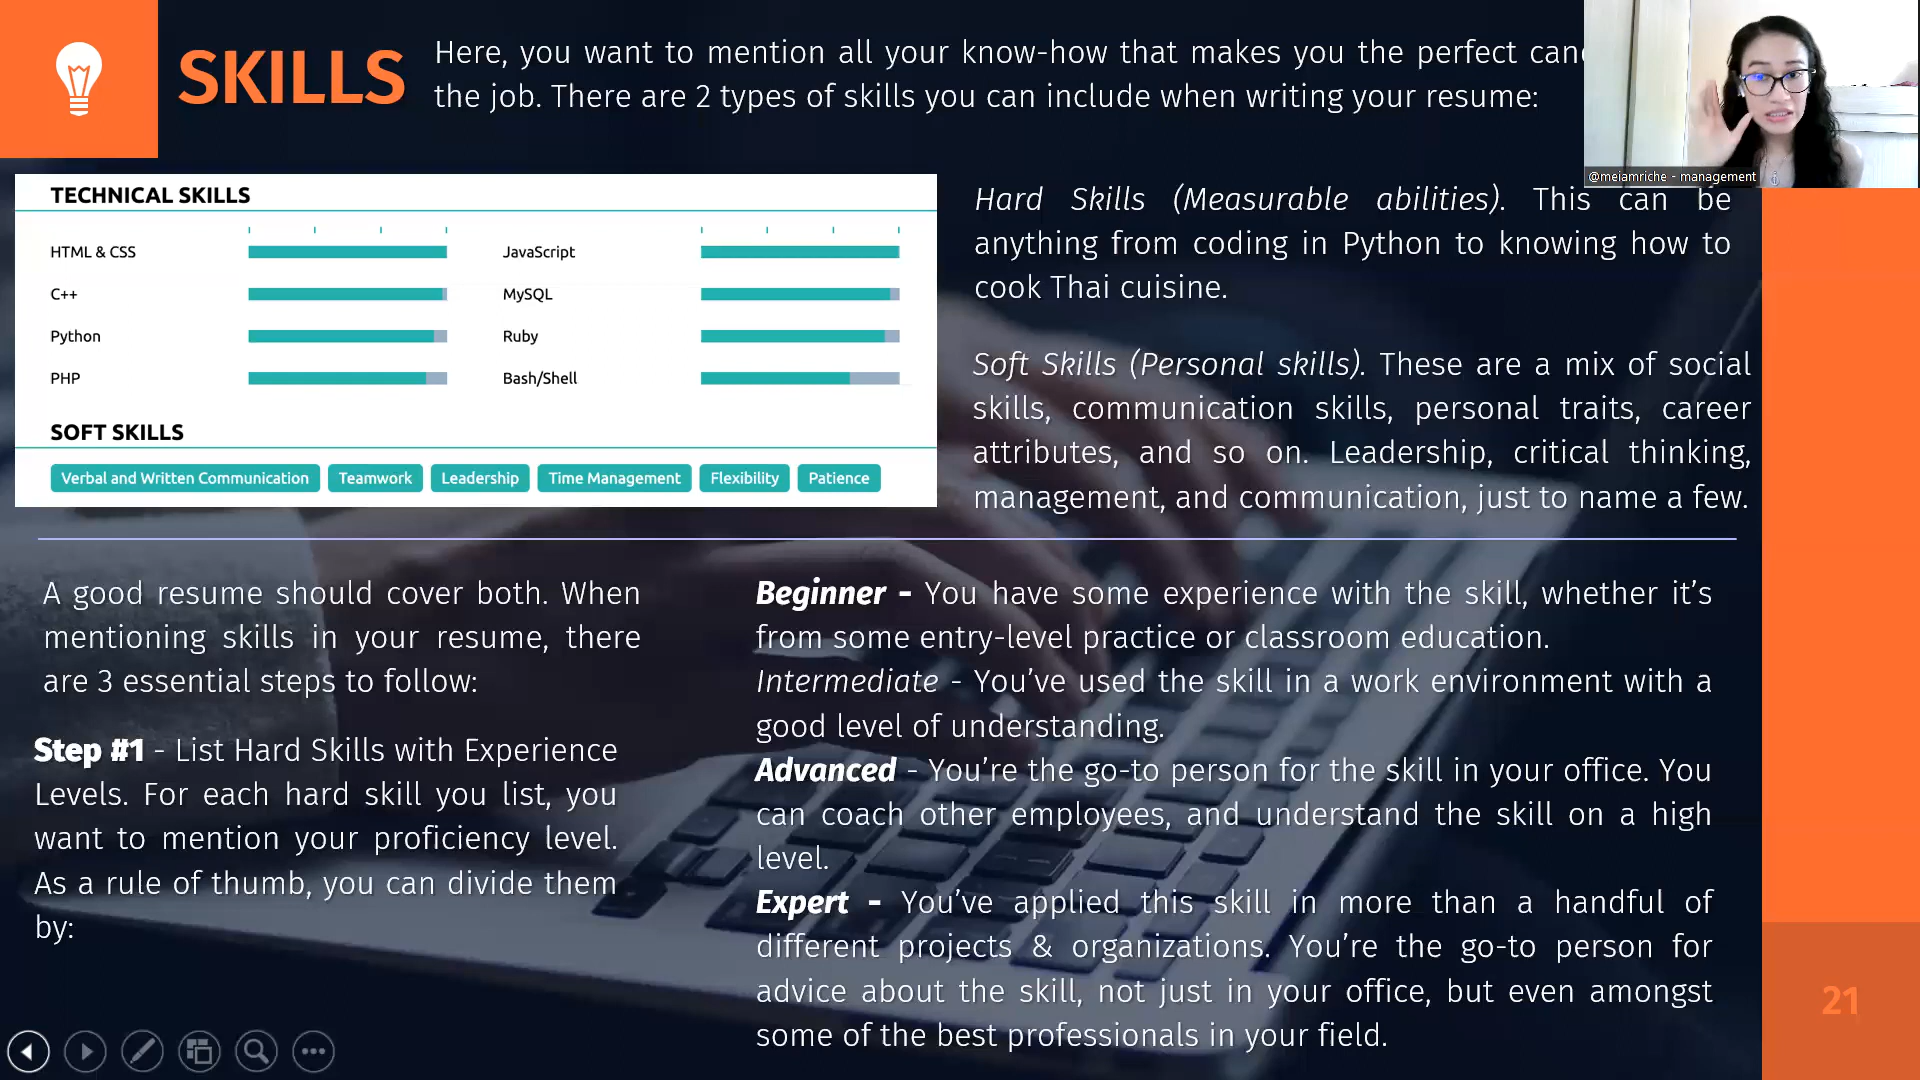 SKILLS
Here, you want to mention all your know-how that makes you the perfect
the job. There are 2 types of skills you can include when writing your resume:
@meiamriche - management
TECHNICAL SKILLS
HTML & CSS
JavaScript
C++
MySQL
Python
Ruby
PHP
Bash/Shell
SOFT SKILLS
Verbal and Written Communication
Teamwork
Leadership
Time Management
Flexibility
Patience
Hard Skills (Measurable abilities). This can be
anything from coding in Python to knowing how to
cook Thai cuisine.
Soft Skills (Personal skills). These are a mix of social
skills, communication skills, personal traits, career
attributes, and so on. Leadership, critical thinking,
management, and communication, just to name a few.
A good resume should cover both. When
mentioning skills in your resume, there
are 3 essential steps to follow:
Step #1 - List Hard Skills with Experience
Levels. For each hard skill you list, you
want to mention your proficiency level.
As a rule of thumb, you can divide them
by:
Beginner - You have some experience with the skill, whether it’s
from some entry-level practice or classroom education.
Intermediate - You’ve used the skill in a work environment with a
good level of understanding.
Advanced - You’re the go-to person for the skill in your office. You
can coach other employees, and understand the skill on a high
level.
Expert - You’ve applied this skill in more than a handful of
different projects & organizations. You’re the go-to person for
advice about the skill, not just in your office, but even amongst
some of the best professionals in your field.
21